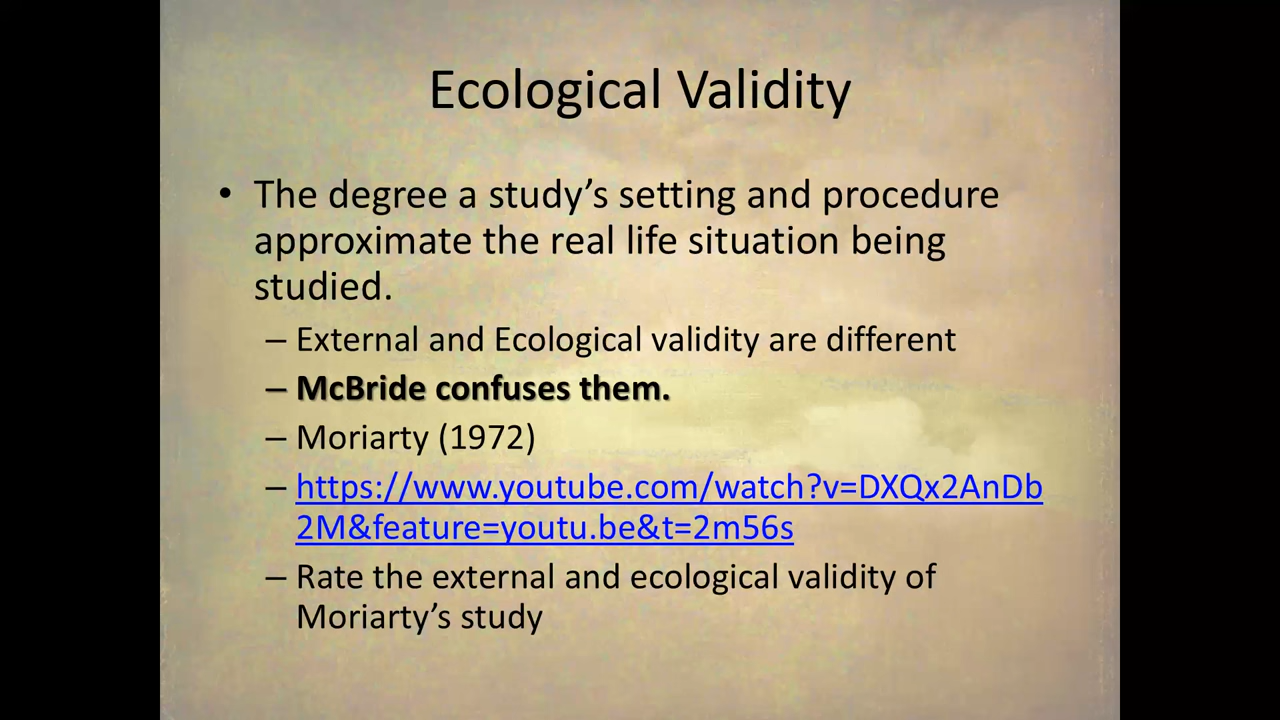 Ecological Validity
• The degree a study’s setting and procedure
approximate the real life situation being
studied.
– External and Ecological validity are different
– McBride confuses them.
– Moriarty (1972)
– https://www.youtube.com/watch?v=DXQx2AnDb
2M&feature=youtu.be&t=2m56s
– Rate the external and ecological validity of
Moriarty’s study